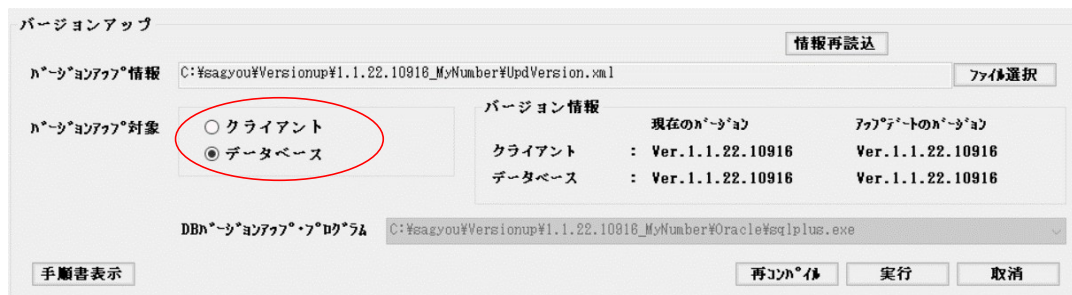 バージョンアップ
情報再読込
ﾊﾞｰｼﾞｮﾝｱｯﾌﾟ情報 C:¥sagyou¥Versionup¥1.1.22.10916_MyNumber¥UpdVersion.xml ﾌｧｲﾙ選択
バージョン情報
現在のﾊﾞｰｼﾞｮﾝ ｱｯﾌﾟﾃﾞｰﾄのﾊﾞｰｼﾞｮﾝ
ﾊﾞｰｼﾞｮﾝｱｯﾌﾟ対象 クライアント
データベース
クライアント : Ver.1.1.22.10916 Ver.1.1.22.10916
データベース : Ver.1.1.22.10916 Ver.1.1.22.10916
DBﾊﾞｰｼﾞｮﾝｱｯﾌﾟ・ﾌﾟﾛｸﾞﾗﾑ C:¥sagyou¥Versionup¥1.1.22.10916_MyNumber¥Oracle¥sqlplus.exe
手順書表示 再ｺﾝﾊﾟｲﾙ 実行 取消